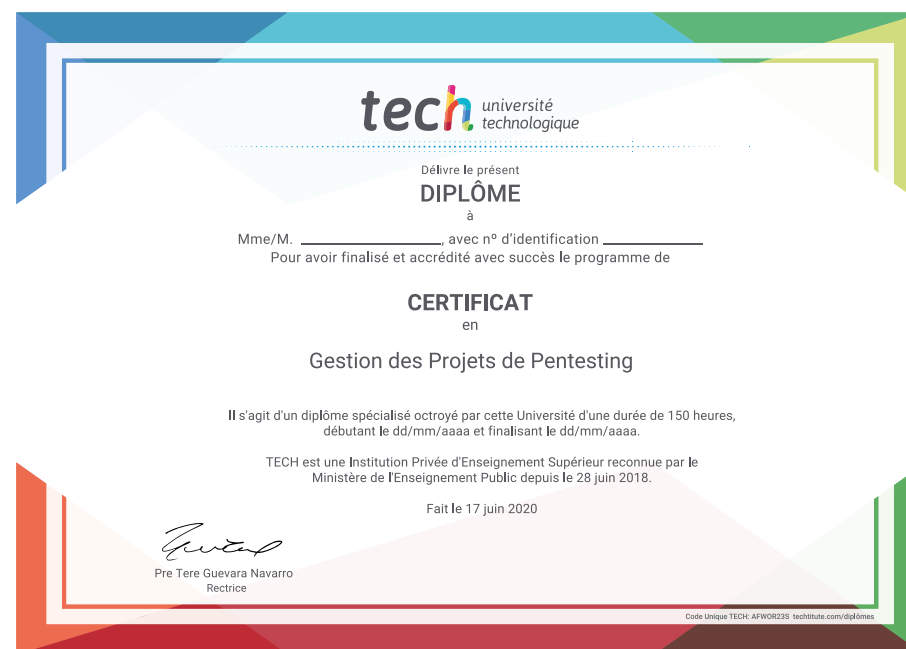 tech université
technologique
Délivre le présent
DIPLÔME
à
Mme/M. ____________________, avec nº d'identification ______________
Pour avoir finalisé et accrédité avec succès le programme de
CERTIFICAT
en
Gestion des Projets de Pentesting
Il s'agit d'un diplôme spécialisé octroyé par cette Université d'une durée de 150 heures,
débutant le dd/mm/aaaa et finalisant le dd/mm/aaaa.
TECH est une Institution Privée d'Enseignement Supérieur reconnue par le
Ministère de l'Enseignement Public depuis le 28 juin 2018.
Fait le 17 juin 2020
Pre Tere Guevara Navarro
Rectrice
Code Unique TECH: AFWOR23S techtitute.com/diplômes